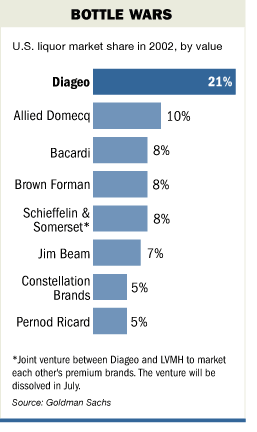 BOTTLE WARS
U.S. liquor market share in 2002, by value
Diageo 21%
Allied Domecq 10%
Bacardi 8%
Brown Forman 8%
Schieffelin &
Somerset* 8%
Jim Beam 7%
Constellation
Brands 5%
Pernod Ricard 5%
*Joint venture between Diageo and LVMH to market
each other's premium brands. The venture will be
dissolved in July.
Source: Goldman Sachs